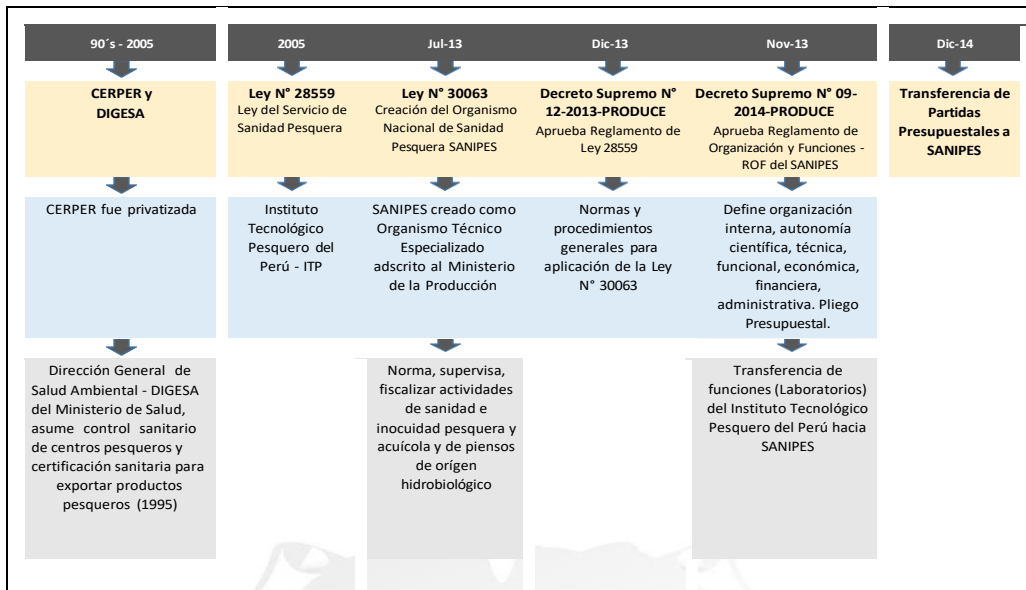 90´s - 2005
2005
Jul-13
Dic-13
Nov-13
Dic-14
CERPER y
DIGESA
Ley N° 28559
Ley del Servicio de
Sanidad Pesquera
Ley N° 30063
Creación del Organismo
Nacional de Sanidad
Pesquera SANIPES
Decreto Supremo N°
12-2013-PRODUCE
Aprueba Reglamento de
Ley 28559
Decreto Supremo N° 09-
2014-PRODUCE
Aprueba Reglamento de
Organización y Funciones -
ROF del SANIPES
Transferencia de
Partidas
Presupuestales a
SANIPES
CERPER fue privatizada
Instituto
Tecnológico
Pesquero del
Perú - ITP
SANIPES creado como
Organismo Técnico
Especializado
adscrito al Ministerio
de la Producción
Normas y
procedimientos
generales para
aplicación de la Ley
N° 30063
Define organización
interna, autonomía
científica, técnica,
funcional, económica,
financiera,
administrativa. Pliego
Presupuestal.
Dirección General de
Salud Ambiental - DIGESA
del Ministerio de Salud,
asume control sanitario
de centros pesqueros y
certificación sanitaria para
exportar productos
pesqueros (1995)
Norma, supervisa,
fiscalizar actividades
de sanidad e
inocuidad pesquera y
acuícola y de piensos
de orígen
hidrobiológico
Transferencia de
funciones (Laboratorios)
del Instituto Tecnológico
Pesquero del Perú hacia
SANIPES